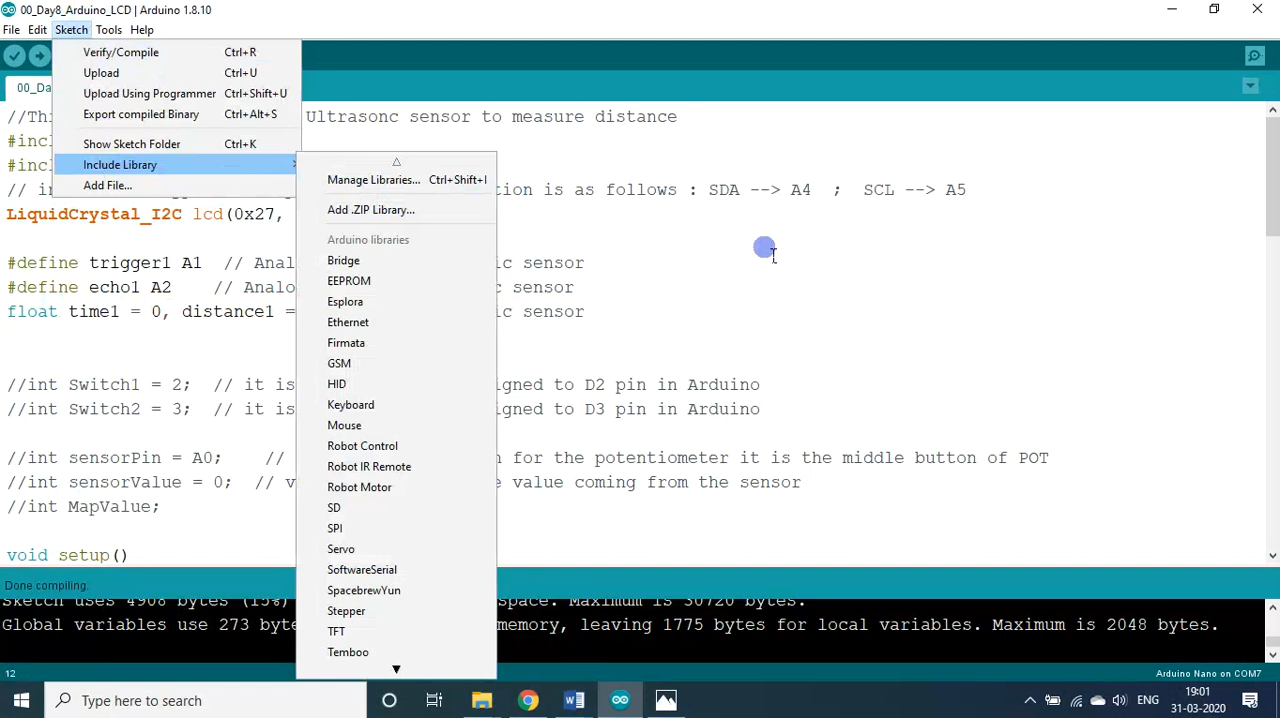 00_Day8_Arduino_LCD | Arduino 1.8.10
File Edit Sketch Tools Help
Verify/Compile Ctrl+R
Upload Ctrl+U
Upload Using Programmer Ctrl+Shift+U
Export compiled Binary Ctrl+Alt+S
Show Sketch Folder Ctrl+K
Include Library
Add File...
Manage Libraries... Ctrl+Shift+I
Add .ZIP Library...
Arduino libraries
Bridge
EEPROM
Esplora
Ethernet
Firmata
GSM
HID
Keyboard
Mouse
Robot Control
Robot IR Remote
Robot Motor
SD
SPI
Servo
SoftwareSerial
SpacebrewYun
Stepper
TFT
Temboo
00_Da
//Thi Ultrasonc sensor to measure distance
#incl
#incl
// in tion is as follows : SDA --> A4 ; SCL --> A5
LiquidCrystal_I2C lcd(0x27,
#define trigger1 A1 // Anal ic sensor
#define echo1 A2 // Analo c sensor
float time1 = 0, distance1 = ic sensor
//int Switch1 = 2; // it is igned to D2 pin in Arduino
//int Switch2 = 3; // it is igned to D3 pin in Arduino
//int sensorPin = A0; // n for the potentiometer it is the middle button of POT
//int sensorValue = 0; // v e value coming from the sensor
//int MapValue;
void setup()
Done compiling.
Sketch uses 4908 bytes (15%) space. Maximum is 30720 bytes.
Global variables use 273 byte memory, leaving 1775 bytes for local variables. Maximum is 2048 bytes.
12 Arduino Nano on COM7
Type here to search
ENG
19:01
31-03-2020